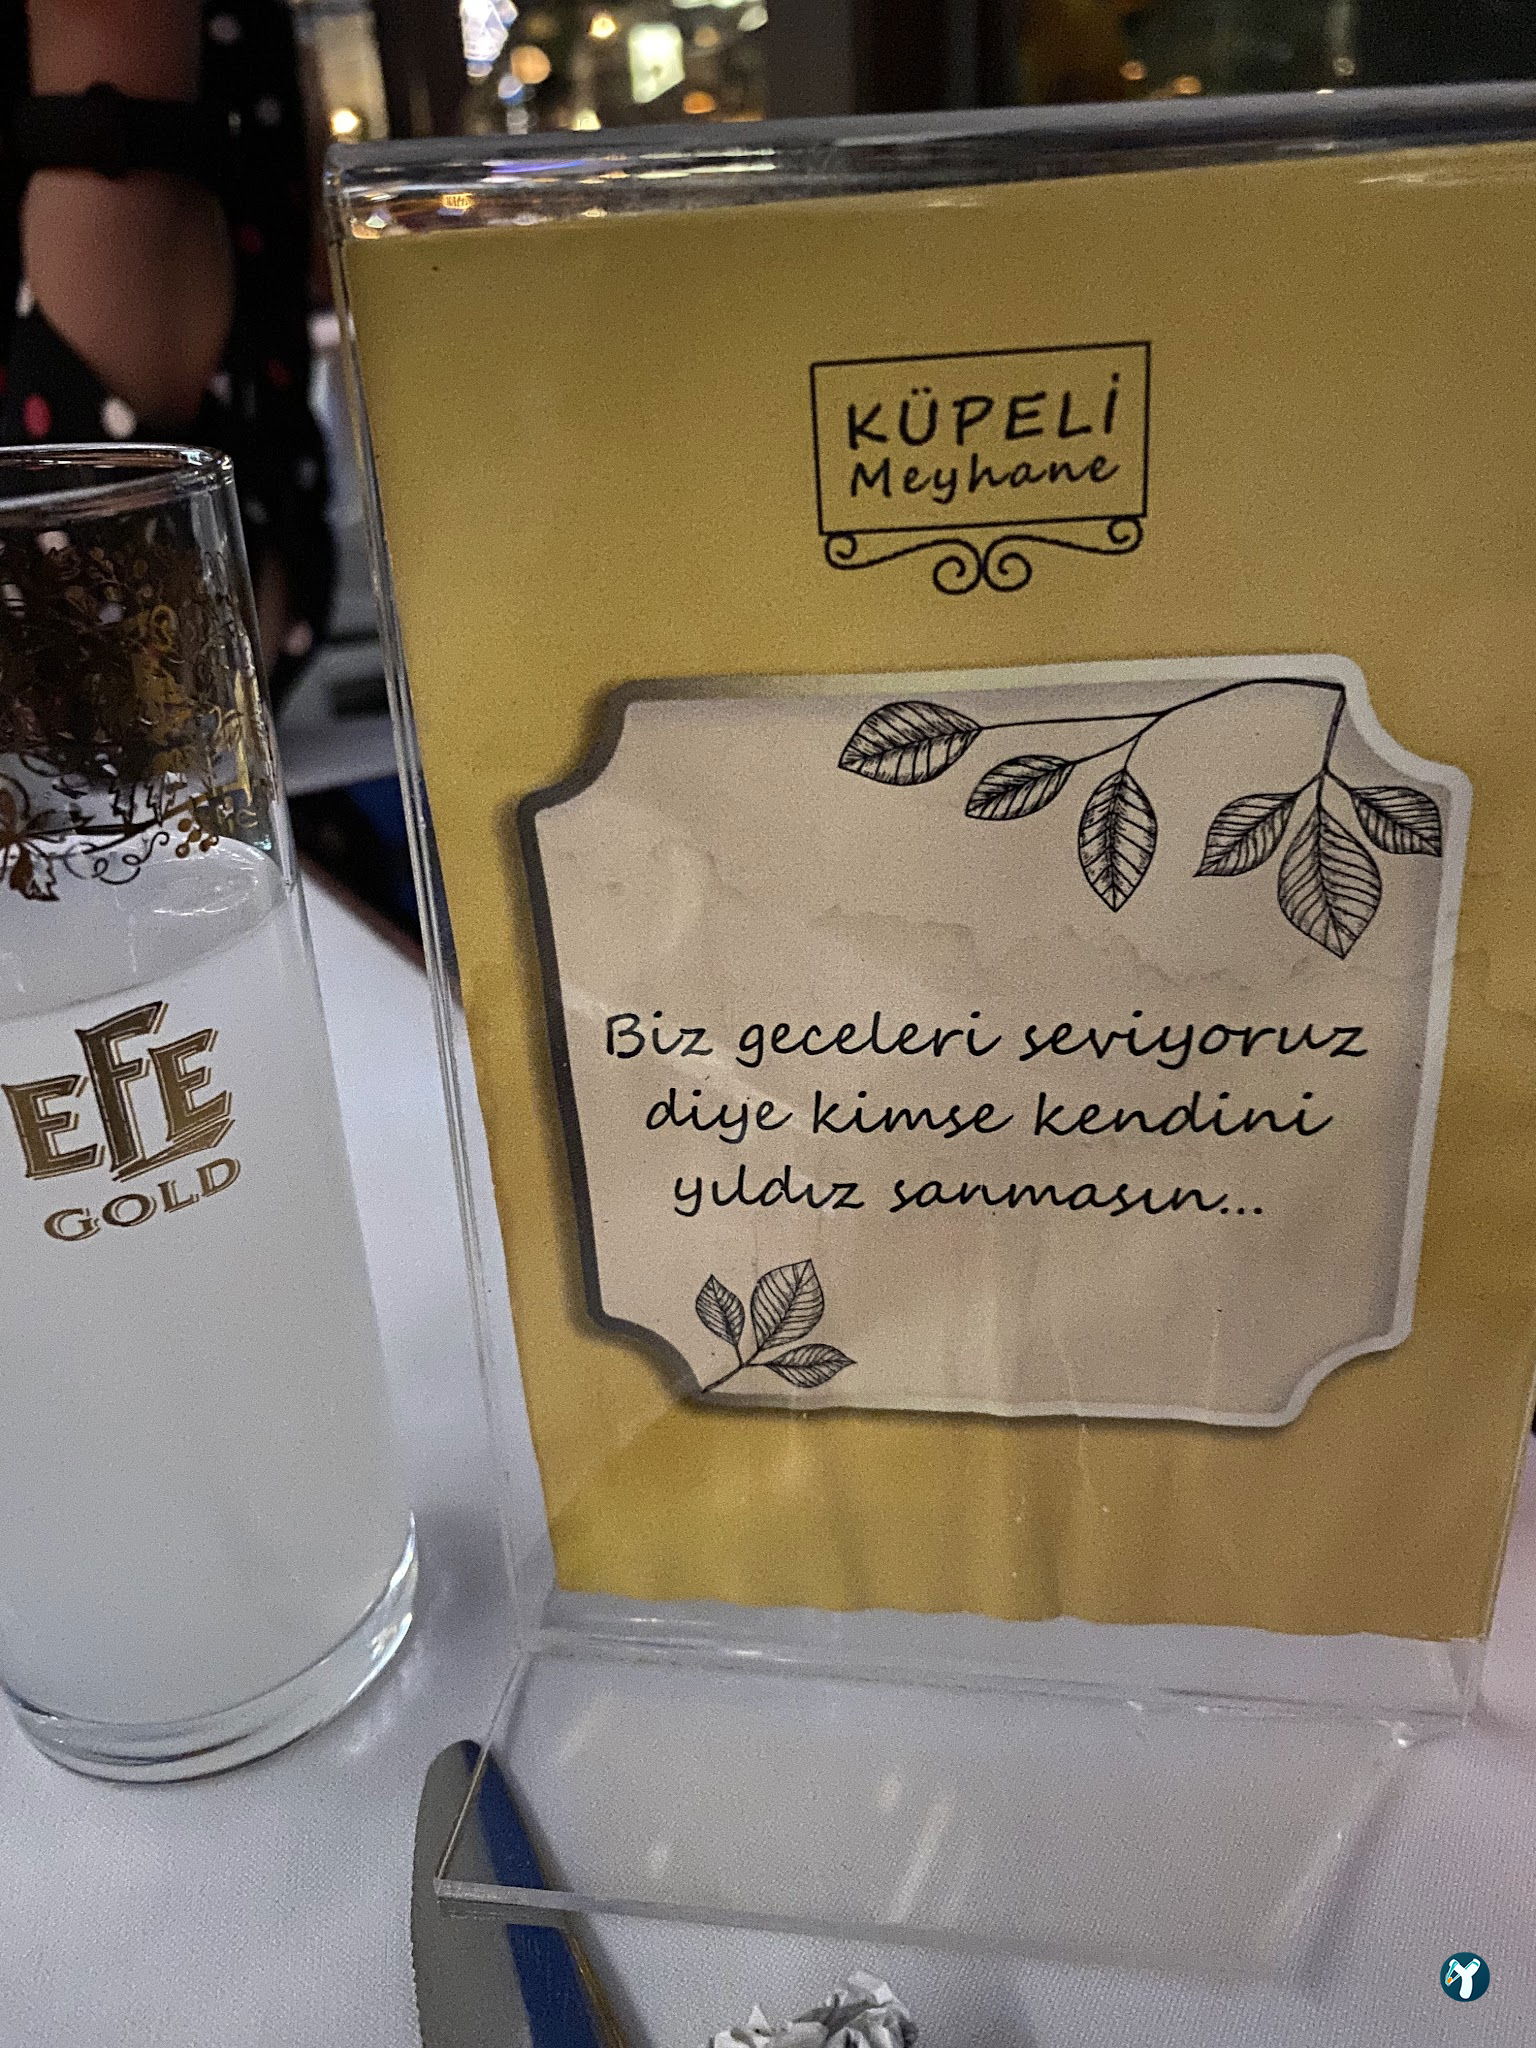 KÜPELİ
Meyhane
Biz geceleri seviyoruz
diye kimse kendini
yıldız sanmasın...
EFE
GOLD